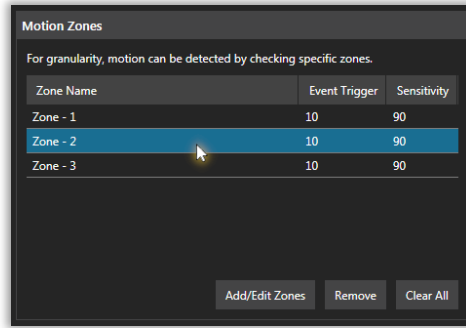 Motion Zones
For granularity, motion can be detected by checking specific zones.
Zone Name Event Trigger Sensitivity
Zone - 1 10 90
Zone - 2 10 90
Zone - 3 10 90
Add/Edit Zones Remove Clear All